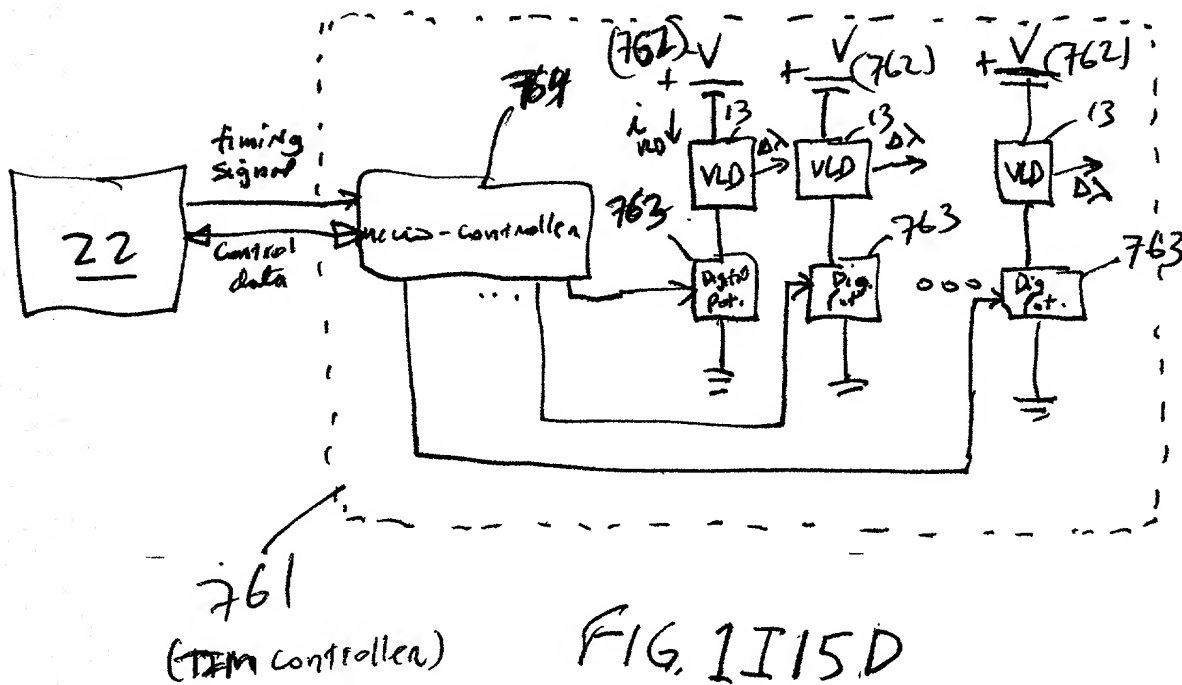 (762) V
+
V (762)
+
V (762)
+
764
timing
signal
i
VLD
13
13
13
VLD
Δλ
VLD
Δλ
VLD
Δλ
22
micro-controller
control
data
763
763
763
...
Digital
Pot.
Dig.
Pot
ooo
Dig.
Pot.
761
(TIM controller)
FIG. 1I15D